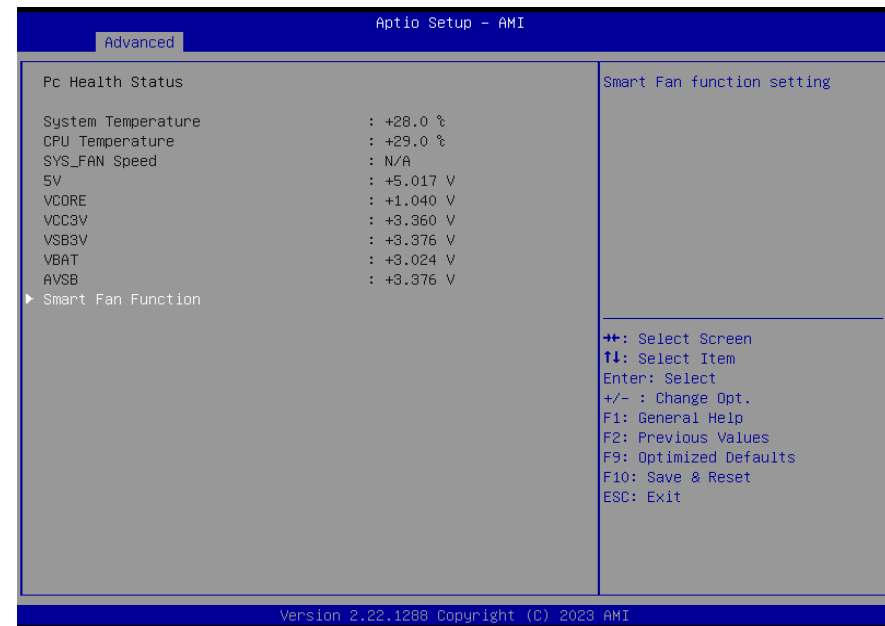 Aptio Setup – AMI
Advanced
Pc Health Status
System Temperature : +28.0 ℃
CPU Temperature : +29.0 ℃
SYS_FAN Speed : N/A
5V : +5.017 V
VCORE : +1.040 V
VCC3V : +3.360 V
VSB3V : +3.376 V
VBAT : +3.024 V
AVSB : +3.376 V
▶ Smart Fan Function
Smart Fan function setting
→←: Select Screen
↑↓: Select Item
Enter: Select
+/- : Change Opt.
F1: General Help
F2: Previous Values
F9: Optimized Defaults
F10: Save & Reset
ESC: Exit
Version 2.22.1288 Copyright (C) 2023 AMI